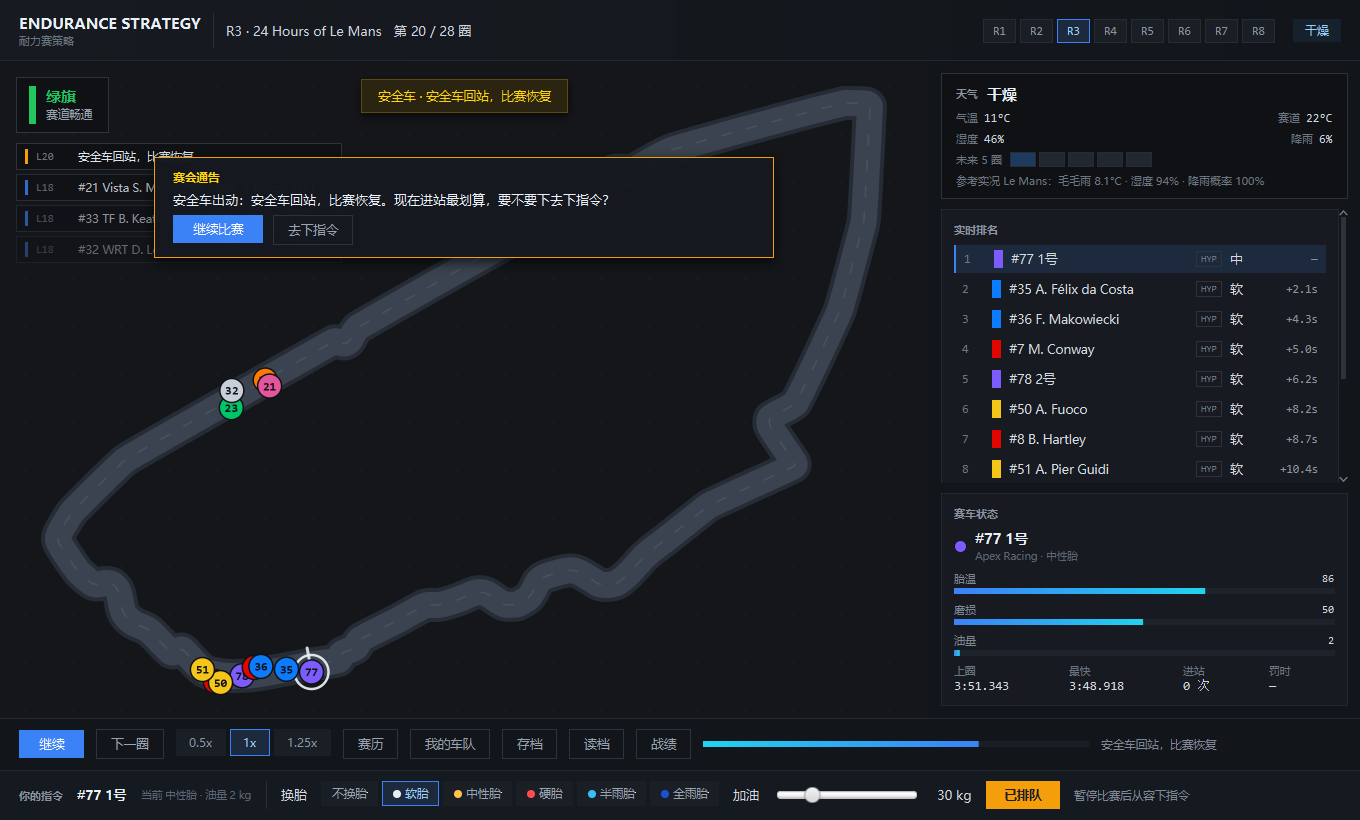 ENDURANCE STRATEGY
耐力赛策略
R3 · 24 Hours of Le Mans 第 20 / 28 圈
R1 R2 R3 R4 R5 R6 R7 R8 干燥
绿旗
赛道畅通
安全车 · 安全车回站，比赛恢复
L20 安全车回站，比赛恢复
L18 #21 Vista S. M
L18 #33 TF B. Keat
L18 #32 WRT D. L
赛会通告
安全车出动：安全车回站，比赛恢复。现在进站最划算，要不要下去下指令？
继续比赛 去下指令
32
23
21
51
50
78
36
35
77
天气 干燥
气温 11°C 赛道 22°C
湿度 46% 降雨 6%
未来 5 圈
参考实况 Le Mans：毛毛雨 8.1°C · 湿度 94% · 降雨概率 100%
实时排名
1 #77 1号 HYP 中 —
2 #35 A. Félix da Costa HYP 软 +2.1s
3 #36 F. Makowiecki HYP 软 +4.3s
4 #7 M. Conway HYP 软 +5.0s
5 #78 2号 HYP 软 +6.2s
6 #50 A. Fuoco HYP 软 +8.2s
7 #8 B. Hartley HYP 软 +8.7s
8 #51 A. Pier Guidi HYP 软 +10.4s
赛车状态
#77 1号
Apex Racing · 中性胎
胎温 86
磨损 50
油量 2
上圈 最快 进站 罚时
3:51.343 3:48.918 0 次 —
继续 下一圈 0.5x 1x 1.25x 赛历 我的车队 存档 读档 战绩 安全车回站，比赛恢复
你的指令 #77 1号 当前 中性胎 · 油量 2 kg 换胎 不换胎 软胎 中性胎 硬胎 半雨胎 全雨胎 加油 30 kg 已排队 暂停比赛后从容下指令